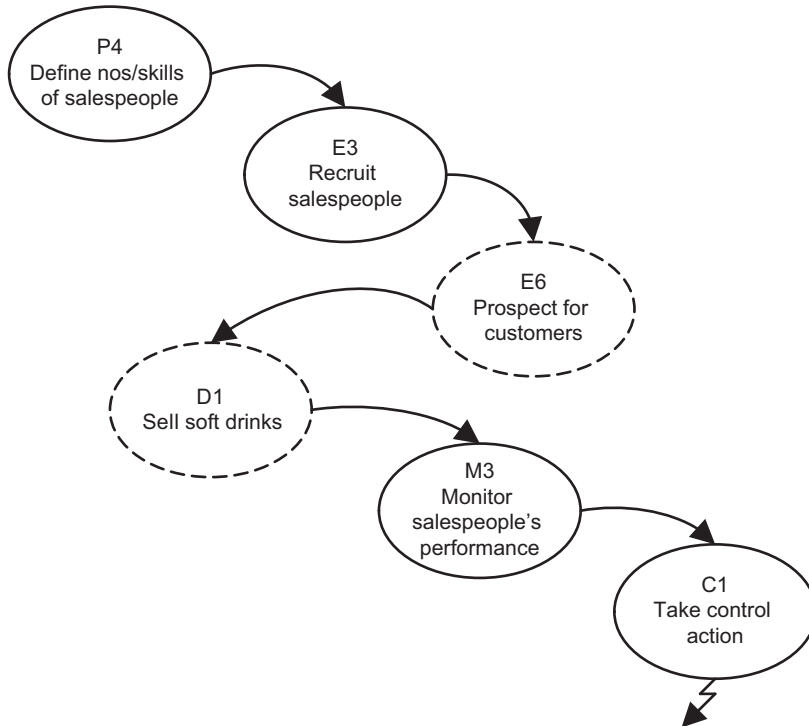 P4
Define nos/skills
of salespeople
E3
Recruit
salespeople
E6
Prospect for
customers
D1
Sell soft drinks
M3
Monitor
salespeople’s
performance
C1
Take control
action